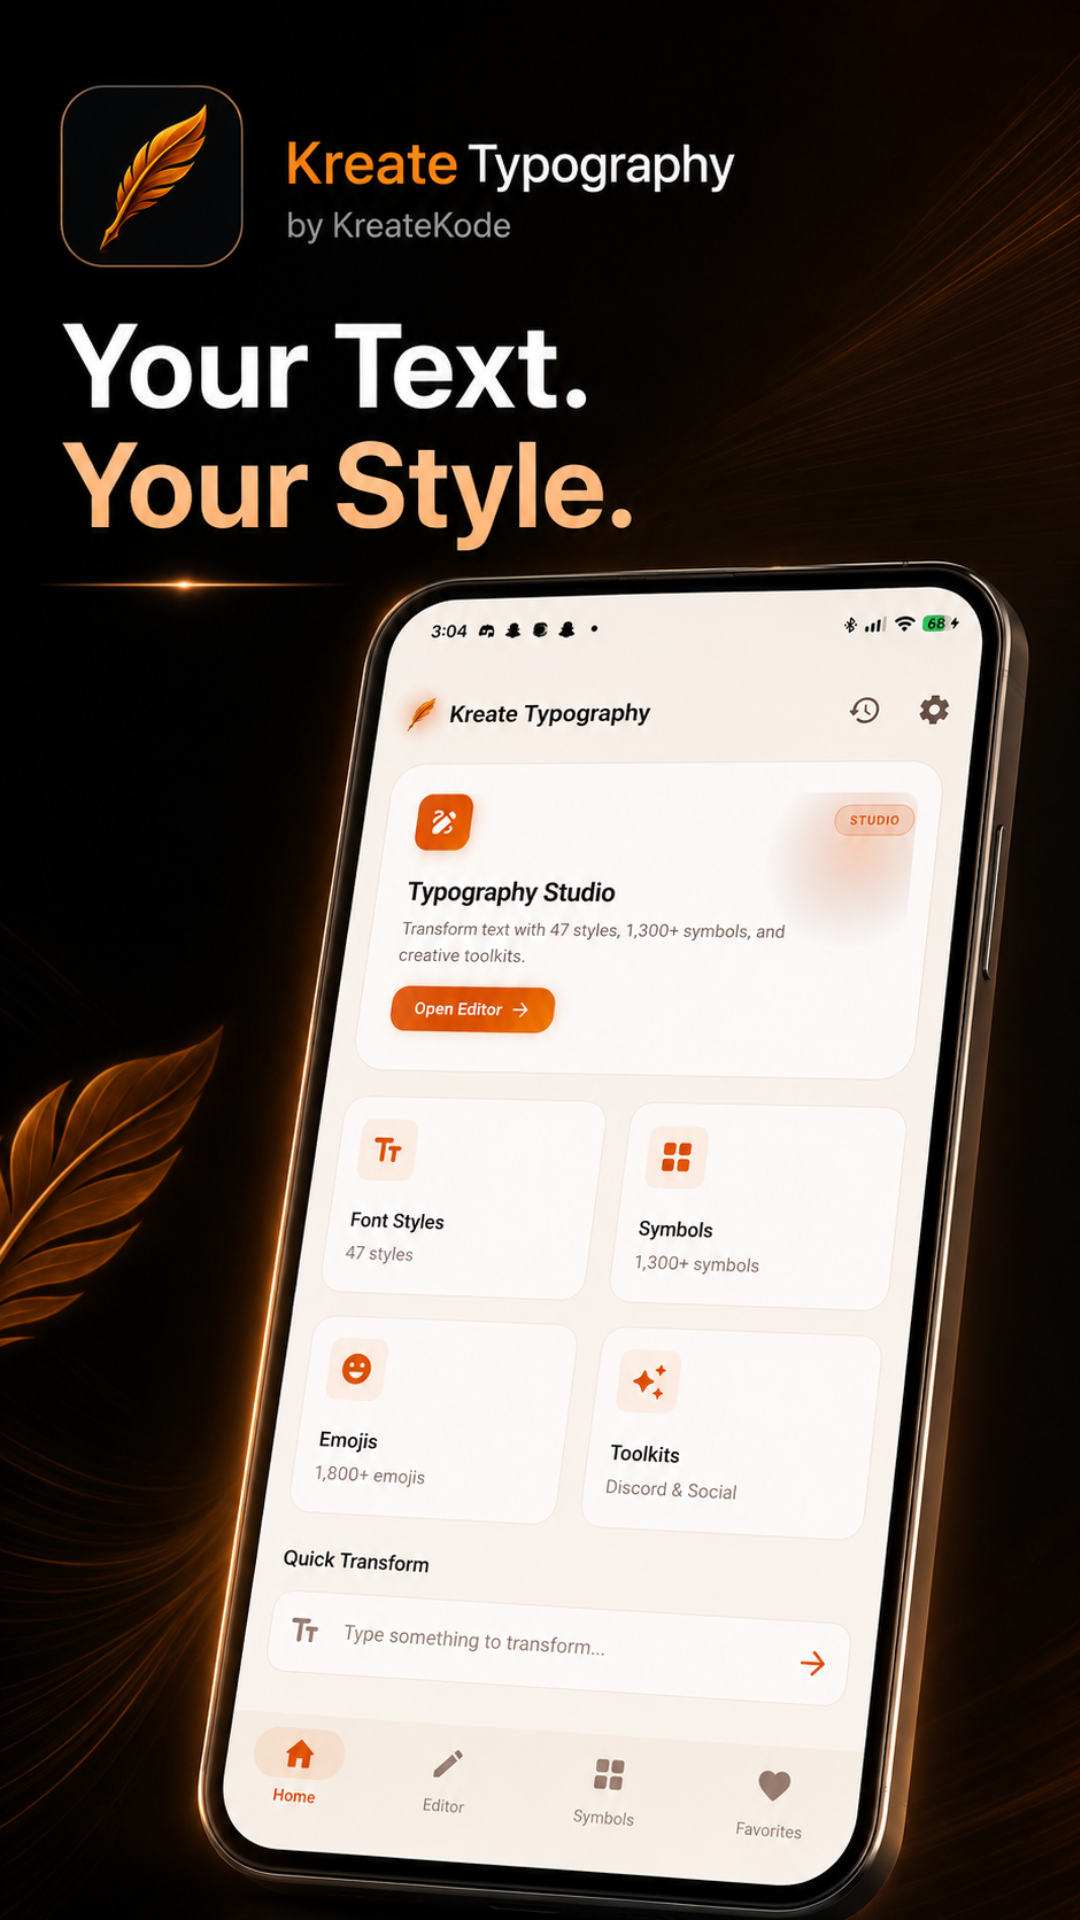 Kreate Typography
by KreateKode
Your Text.
Your Style.
3:04
68
Kreate Typography
STUDIO
Typography Studio
Transform text with 47 styles, 1,300+ symbols, and
creative toolkits.
Open Editor →
Tт
Font Styles
47 styles
Symbols
1,300+ symbols
Emojis
1,800+ emojis
Toolkits
Discord & Social
Quick Transform
Tт
Type something to transform...
Home
Editor
Symbols
Favorites